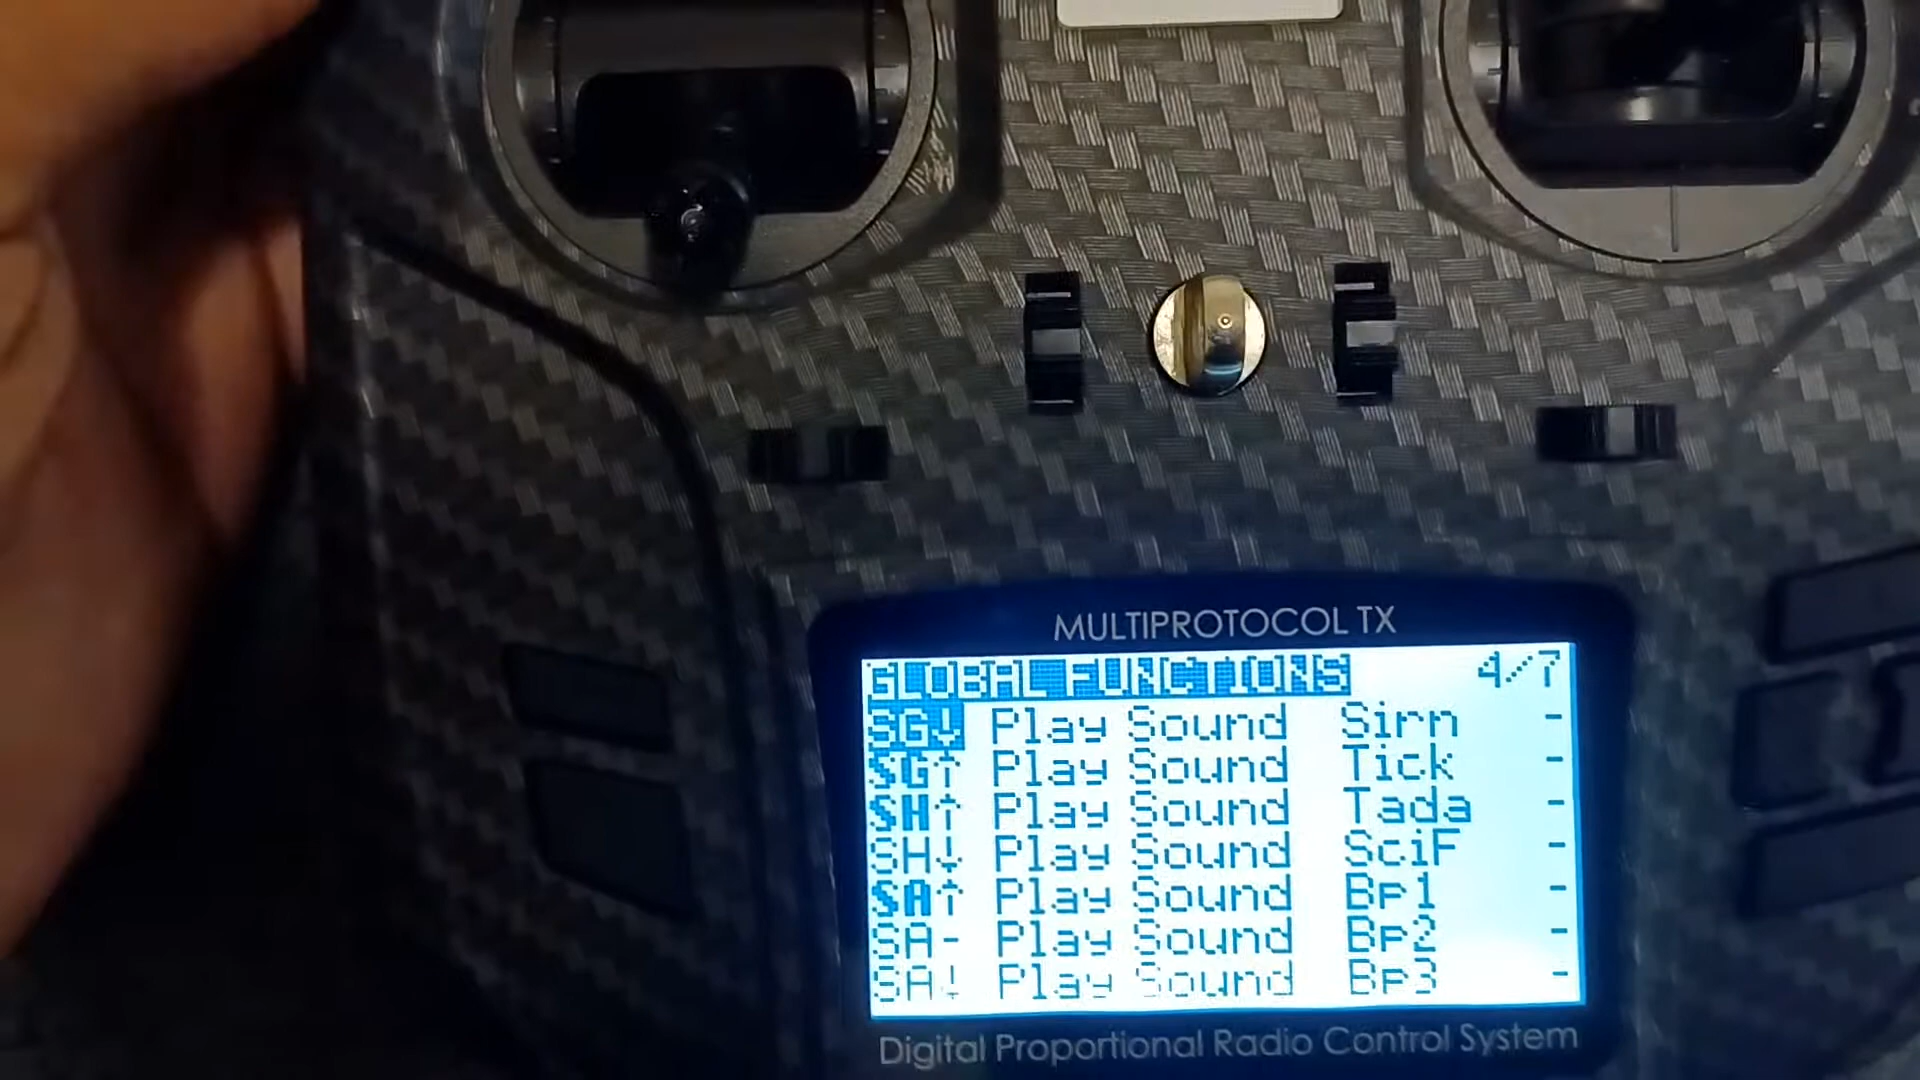 MULTIPROTOCOL TX
GLOBAL FUNCTIONS 4/7
SG↓ Play Sound Sirn -
SG↑ Play Sound Tick -
SH↑ Play Sound Tada -
SH↓ Play Sound SciF -
SA↑ Play Sound Bp1 -
SA- Play Sound Bp2 -
SA↓ Play Sound Bp3 -
Digital Proportional Radio Control System